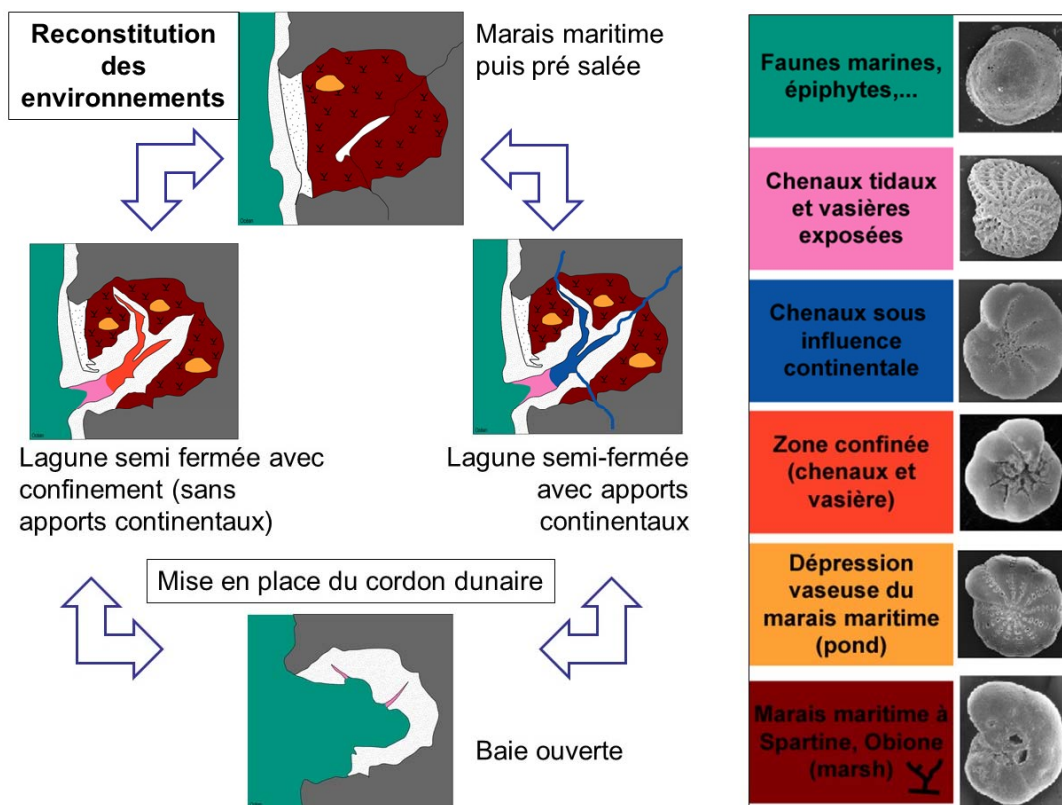 Reconstitution
des
environnements
Marais maritime
puis pré salée
Lagune semi fermée avec
confinement (sans
apports continentaux)
Lagune semi-fermée
avec apports
continentaux
Mise en place du cordon dunaire
Baie ouverte
Faunes marines,
épiphytes,...
Chenaux tidaux
et vasières
exposées
Chenaux sous
influence
continentale
Zone confinée
(chenaux et
vasière)
Dépression
vaseuse du
marais maritime
(pond)
Marais maritime à
Spartine, Obione
(marsh)